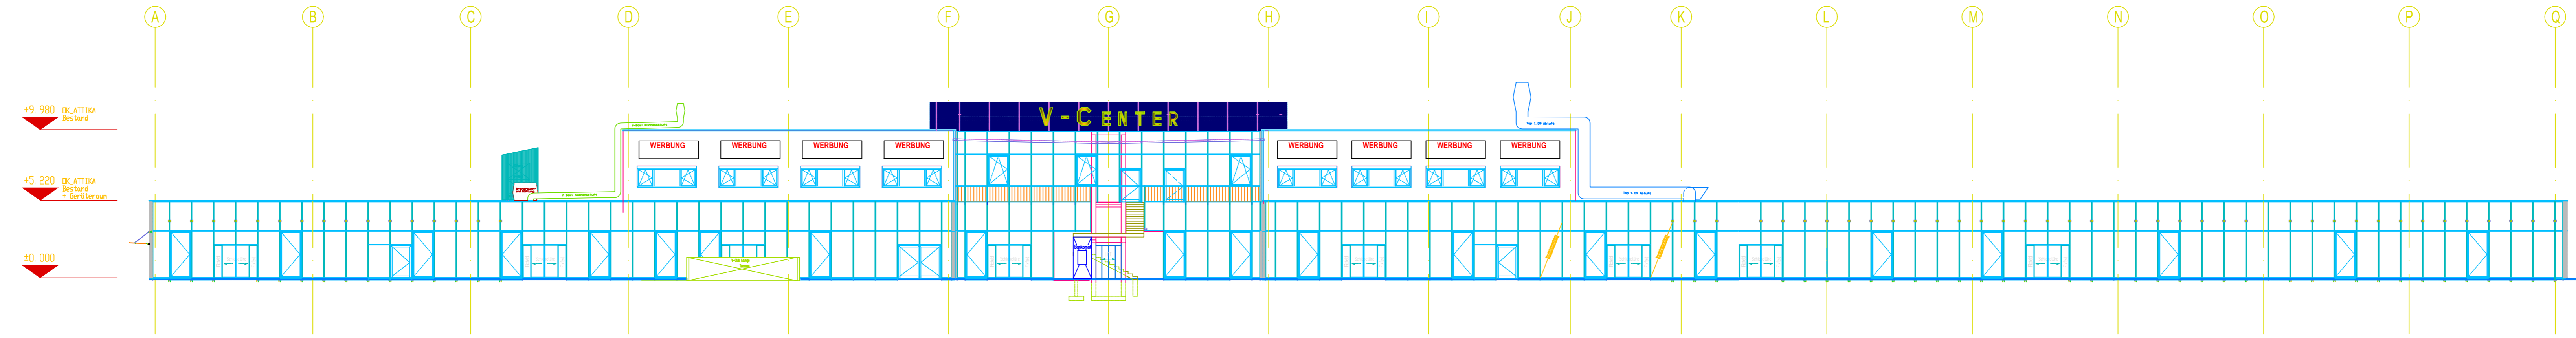 A B C D E F G H I J K L M N O P Q
+9.980 OK_ATTIKA
Bestand
V-CENTER
WERBUNG WERBUNG WERBUNG WERBUNG WERBUNG WERBUNG WERBUNG WERBUNG
+5.220 OK_ATTIKA
Bestand
+ Geräteraum
±0.000